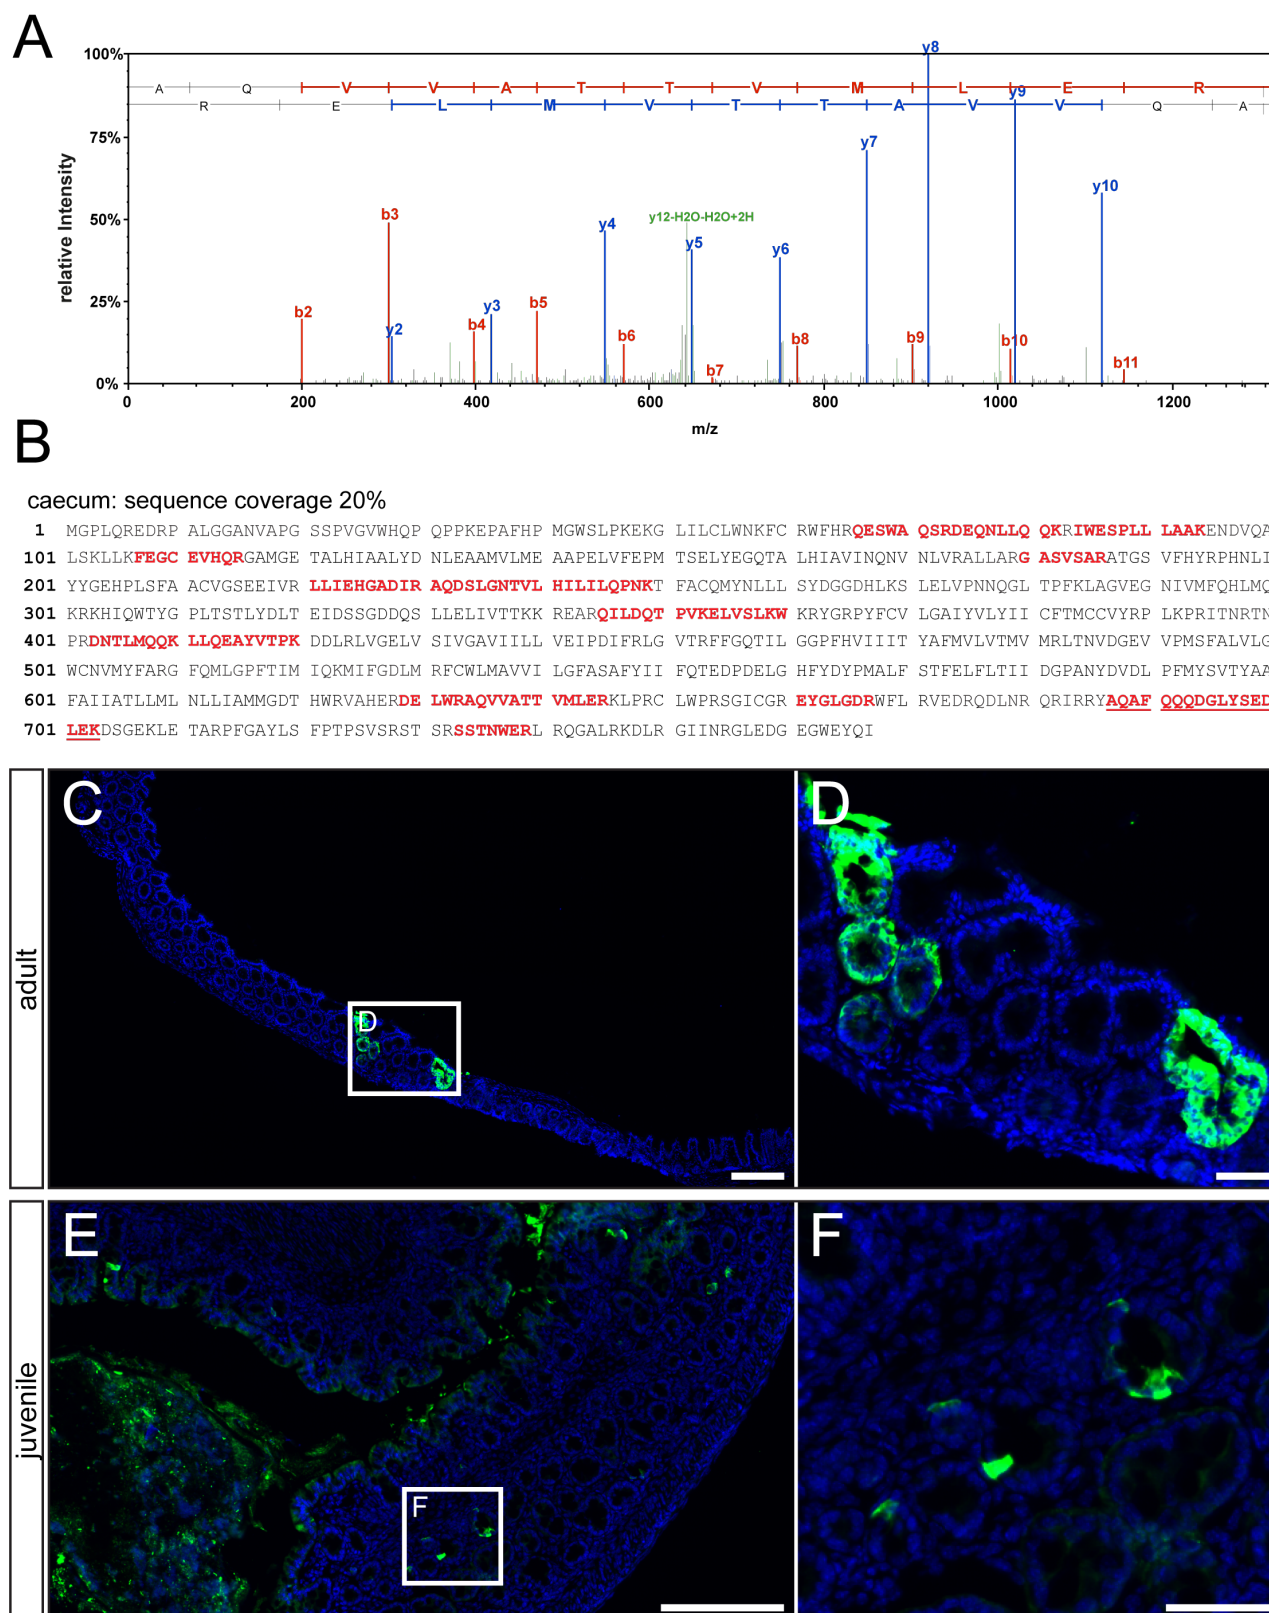 A
100%
75%
50%
25%
0%
relative Intensity
A Q V V A T T V M L E R
R E L M V T T A V V Q A
b2
b3
y2
b4
y3
b5
y4
b6
y12-H2O-H2O+2H
y5
b7
y6
b8
y7
b9
y8
b10
y9
y10
b11
0 200 400 600 800 1000 1200
m/z
B
caecum: sequence coverage 20%
1 MGPLQREDRP ALGGANVAPG SSPVGVWHQP QPPKEPAFHP MGWSLPKEKG LILCLWNKFC RWFHRQESWA QSRDEQNLLQ QKRIWESPLL LAAKENDVQA
101 LSKLLKFEGC EVHQRGAMGE TALHIAALYD NLEAAMVLME AAPELVFEPM TSELYEGQTA LHIAVINQNV NLVRALLARG ASVSARATGS VFHYRPHNLI
201 YYGEHPLSFA ACVGSEEIVR LLIEHGADIR AQDSLGNTVL HILILQPNKT FACQMYNLLL SYDGGDHLKS LELVPNNQGL TPFKLAGVEG NIVMFQHLMQ
301 KRKHIQWTYG PLTSTLYDLT EIDSSGDDQS LLELIVTTKK REARQILDQT PVKELVSLKW KRYGRPYFCV LGAIYVLYII CFTMCCVYRP LKPRITNRTN
401 PRDNTLMQQK LLQEAYVTPK DDLRLVGELV SIVGAVIILL VEIPDIFRLG VTRFFGQTIL GGPFHVIIIT YAFMVLVTMV MRLTNVDGEV VPMSFALVLG
501 WCNVMYFARG FQMLGPFTIM IQKMIFGDLM RFCWLMAVVI LGFASAFYII FQTEDPDELG HFYDYPMALF STFELFLTII DGPANYDVDL PFMYSVTYAA
601 FAIIATLLML NLLIAMMGDT HWRVAHERDE LWRAQVVATT VMLERKLPRC LWPRSGICGR EYGLGDRWFL RVEDRQDLNR QRIRRYAQAF QQQDGLYSED
701 LEKDSGEKLE TARPFGAYLS FPTPSVSRST SRSSTNWERL RQGALRKDLR GIINRGLEDG EGWEYQI
adult
C
D
D
juvenile
E
F
F